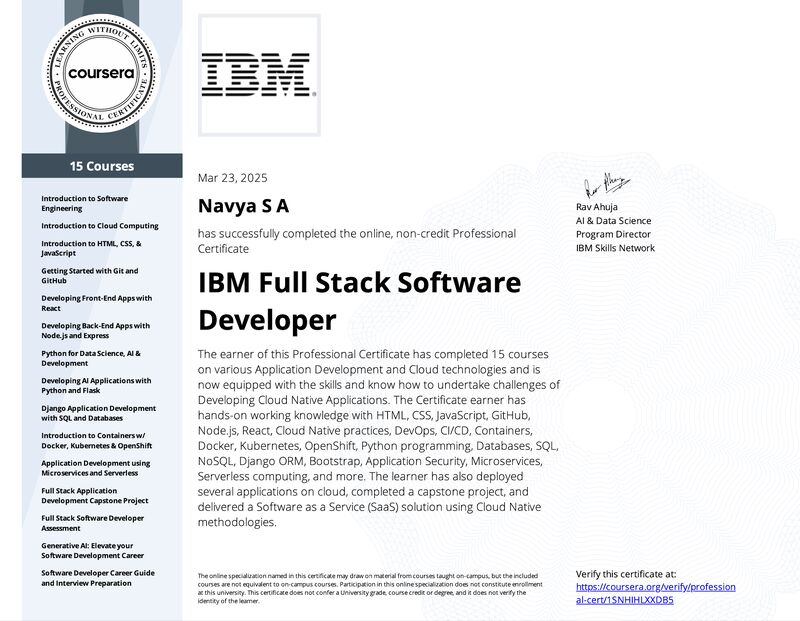 LEARNING WITHOUT LIMITS
coursera
PROFESSIONAL CERTIFICATE
15 Courses
Introduction to Software
Engineering
Introduction to Cloud Computing
Introduction to HTML, CSS, &
JavaScript
Getting Started with Git and
GitHub
Developing Front-End Apps with
React
Developing Back-End Apps with
Node.js and Express
Python for Data Science, AI &
Development
Developing AI Applications with
Python and Flask
Django Application Development
with SQL and Databases
Introduction to Containers w/
Docker, Kubernetes & OpenShift
Application Development using
Microservices and Serverless
Full Stack Application
Development Capstone Project
Full Stack Software Developer
Assessment
Generative AI: Elevate your
Software Development Career
Software Developer Career Guide
and Interview Preparation
IBM®
Mar 23, 2025
Navya S A
has successfully completed the online, non-credit Professional
Certificate
IBM Full Stack Software
Developer
The earner of this Professional Certificate has completed 15 courses
on various Application Development and Cloud technologies and is
now equipped with the skills and know how to undertake challenges of
Developing Cloud Native Applications. The Certificate earner has
hands-on working knowledge with HTML, CSS, JavaScript, GitHub,
Node.js, React, Cloud Native practices, DevOps, CI/CD, Containers,
Docker, Kubernetes, OpenShift, Python programming, Databases, SQL,
NoSQL, Django ORM, Bootstrap, Application Security, Microservices,
Serverless computing, and more. The learner has also deployed
several applications on cloud, completed a capstone project, and
delivered a Software as a Service (SaaS) solution using Cloud Native
methodologies.
The online specialization named in this certificate may draw on material from courses taught on-campus, but the included
courses are not equivalent to on-campus courses. Participation in this online specialization does not constitute enrollment
at this university. This certificate does not confer a University grade, course credit or degree, and it does not verify the
identity of the learner.
Rav Ahuja
Rav Ahuja
AI & Data Science
Program Director
IBM Skills Network
Verify this certificate at:
https://coursera.org/verify/profession
al-cert/1SNHIHLXXDB5